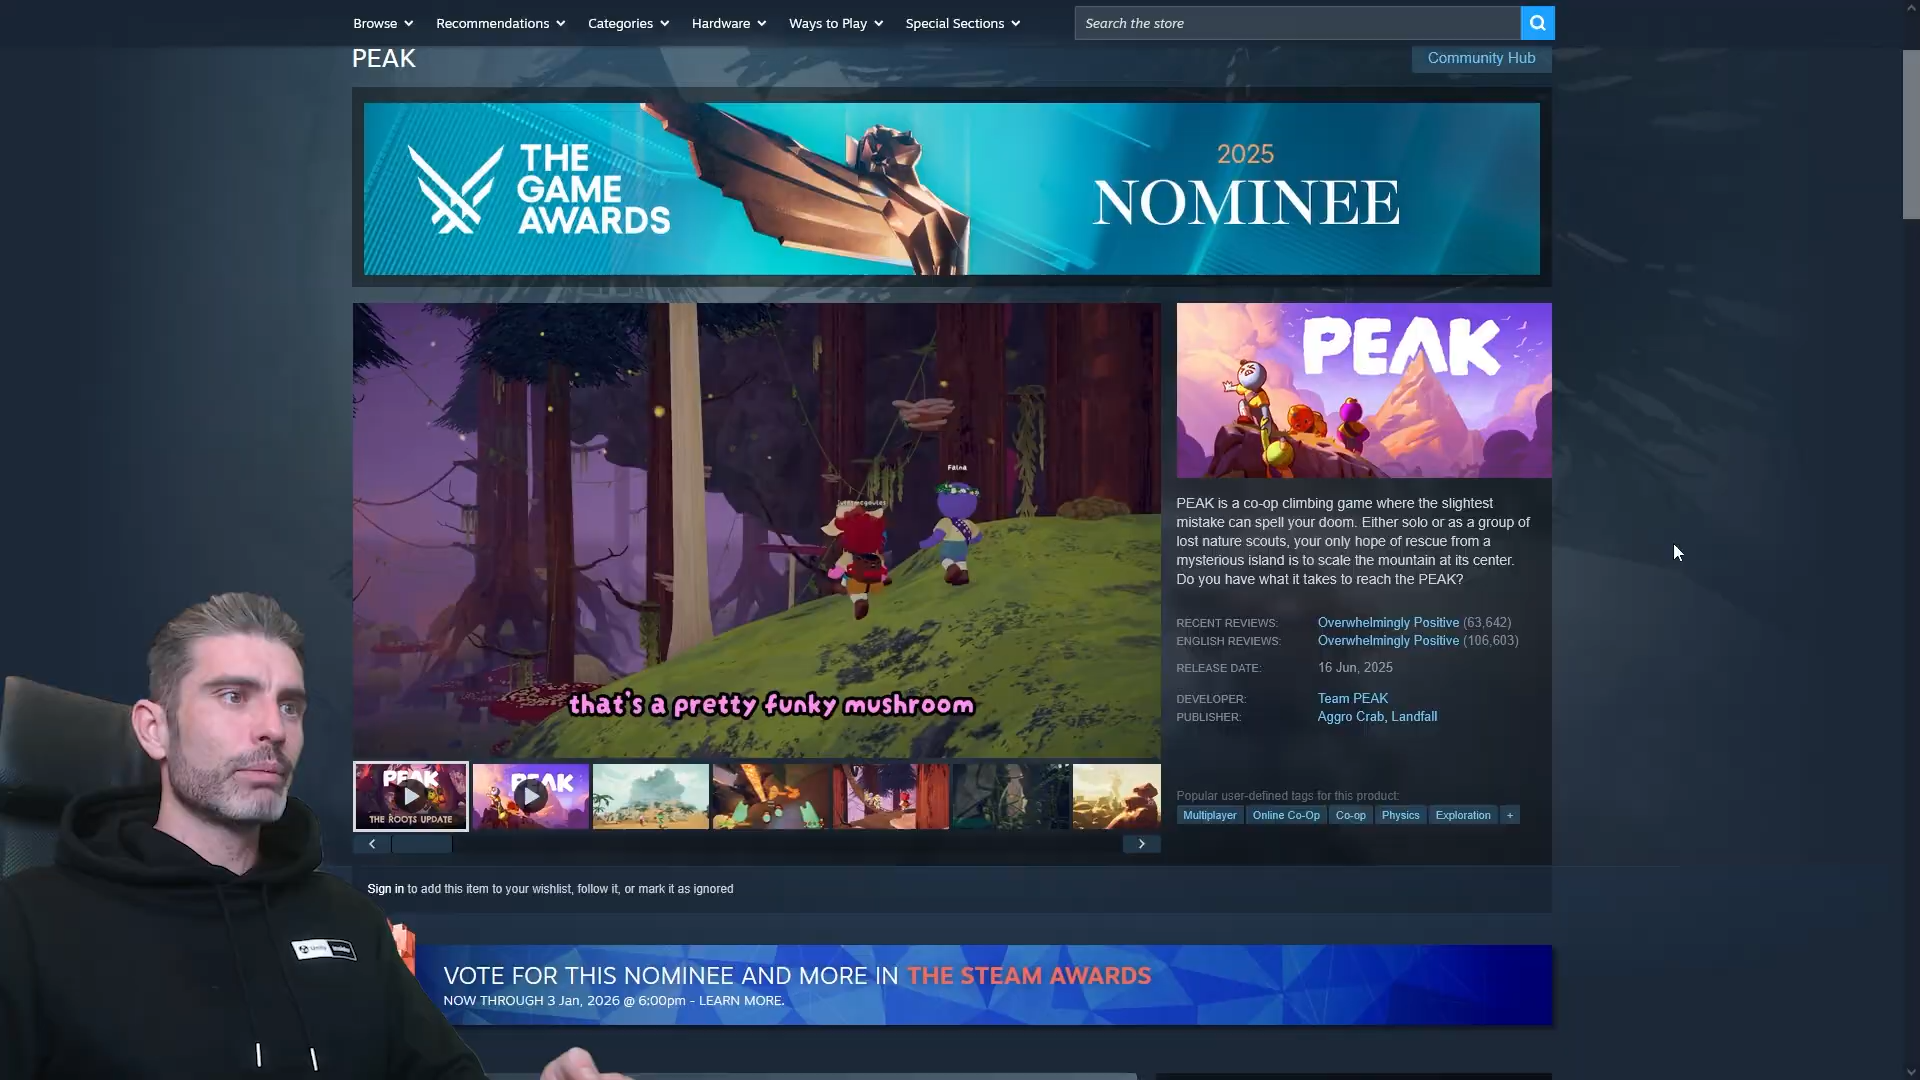 Browse
Recommendations
Categories
Hardware
Ways to Play
Special Sections
Search the store
PEAK
Community Hub
THE
GAME
AWARDS
2025
NOMINEE
PEAK
Falna
that's a pretty funky mushroom
PEAK is a co-op climbing game where the slightest
mistake can spell your doom. Either solo or as a group of
lost nature scouts, your only hope of rescue from a
mysterious island is to scale the mountain at its center.
Do you have what it takes to reach the PEAK?
RECENT REVIEWS: Overwhelmingly Positive (63,642)
ENGLISH REVIEWS: Overwhelmingly Positive (106,603)
RELEASE DATE: 16 Jun, 2025
DEVELOPER: Team PEAK
PUBLISHER: Aggro Crab, Landfall
Popular user-defined tags for this product:
Multiplayer
Online Co-Op
Co-op
Physics
Exploration
+
PEAK
THE ROOTS UPDATE
PEAK
Sign in to add this item to your wishlist, follow it, or mark it as ignored
VOTE FOR THIS NOMINEE AND MORE IN THE STEAM AWARDS
NOW THROUGH 3 Jan, 2026 @ 6:00pm - LEARN MORE.